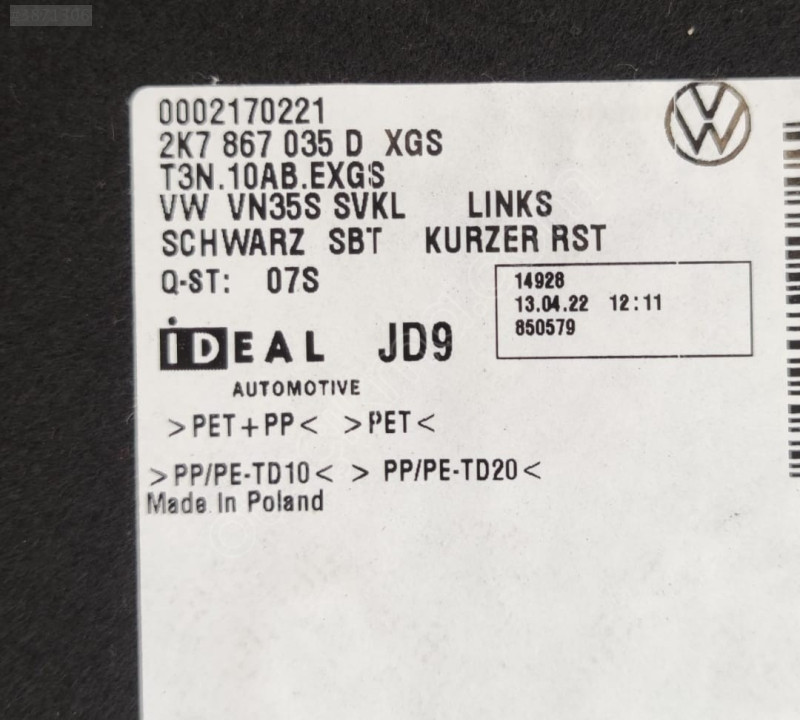 0002170221
2K7 867 035 D XGS
T3N.10AB.EXGS
VW VN35S SVKL LINKS
SCHWARZ SBT KURZER RST
Q-ST: 07S
14928
13.04.22 12:11
850579
iDEAL JD9
AUTOMOTIVE
>PET+PP< >PET<
>PP/PE-TD10< > PP/PE-TD20<
Made In Poland